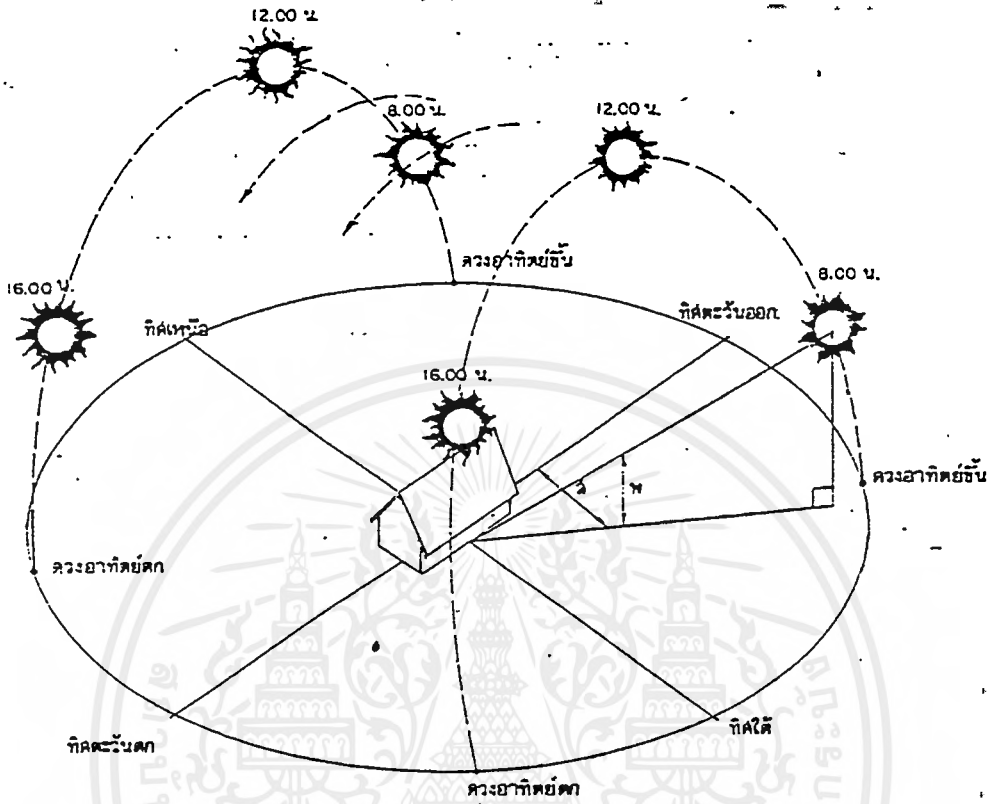 12.00 น.
8.00 น.
12.00 น.
ดวงอาทิตย์ขึ้น
16.00 น.
8.00 น.
ทิศเหนือ
ทิศตะวันออก
16.00 น.
ดวงอาทิตย์ขึ้น
ล
พ
ดวงอาทิตย์ตก
ทิศตะวันตก
ทิศใต้
ดวงอาทิตย์ตก